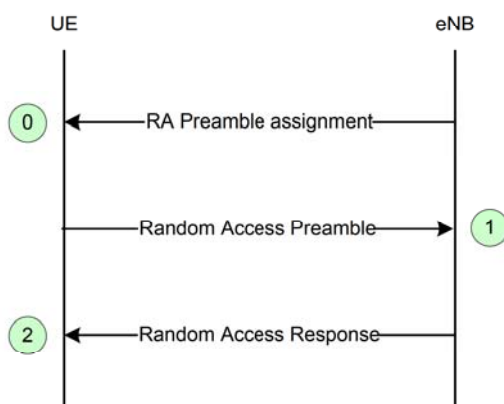 UE
eNB
0
RA Preamble assignment
Random Access Preamble
1
2
Random Access Response